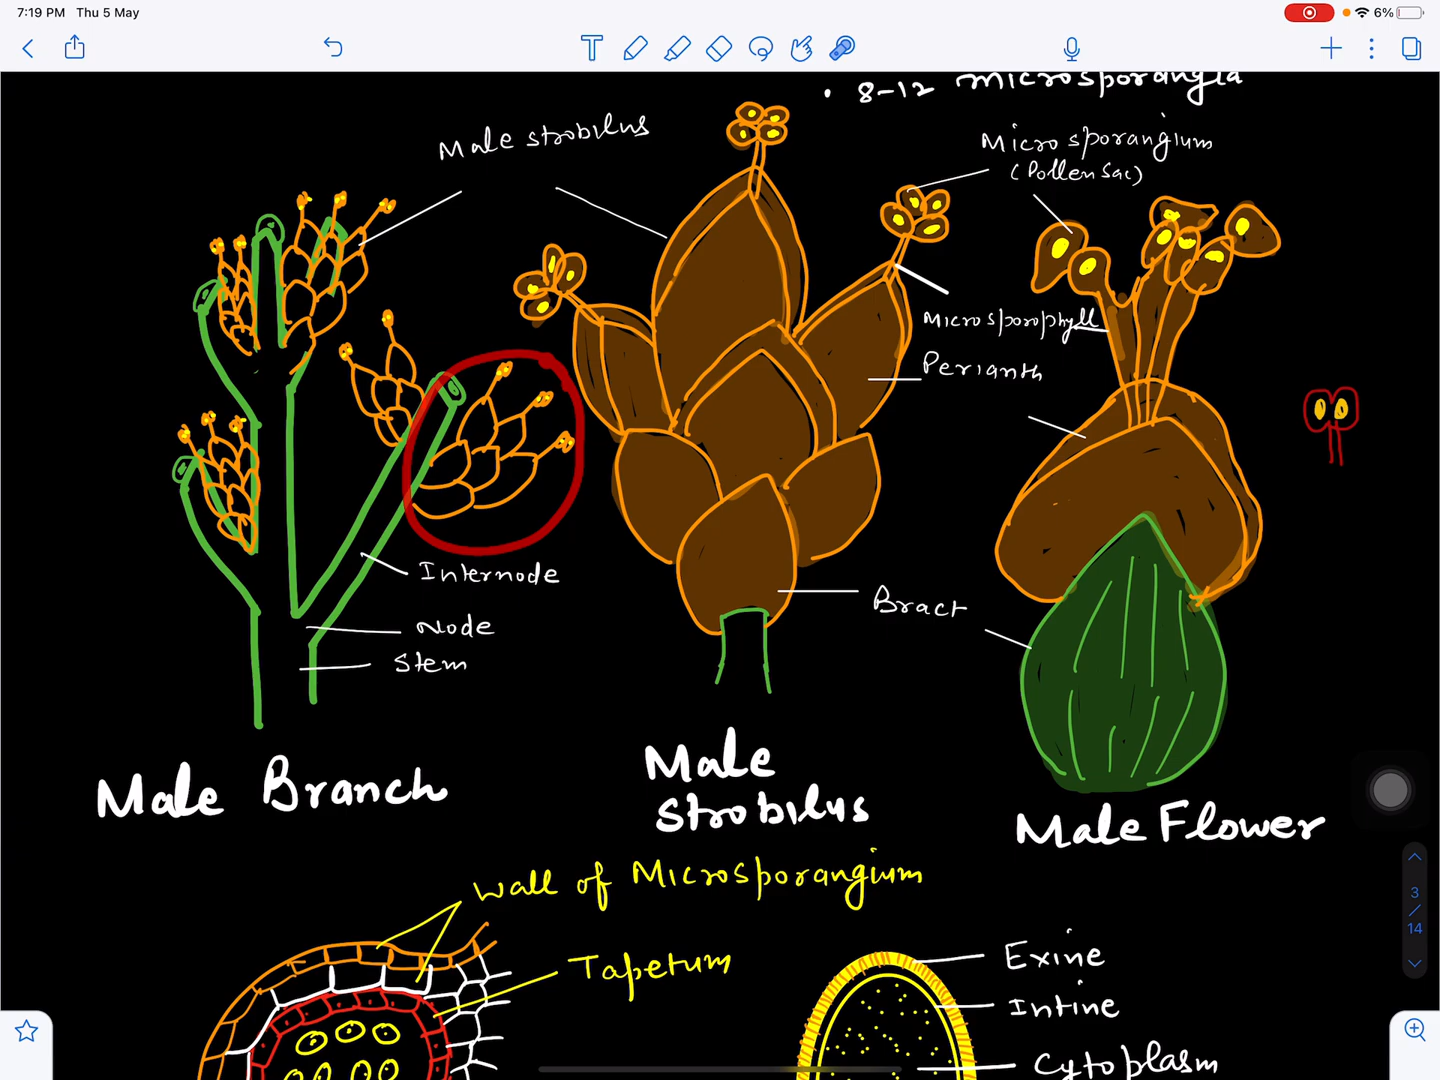 7:19 PM Thu 5 May
6%
• 8-12 Microsporangia
Male strobilus
Microsporangium
(Pollen Sac)
Microsporophyll
Perianth
Internode
Node
Stem
Bract
Male Branch
Male
Strobilus
Male Flower
Wall of Microsporangium
Tapetum
Exine
Intine
Cytoplasm
3
/
14